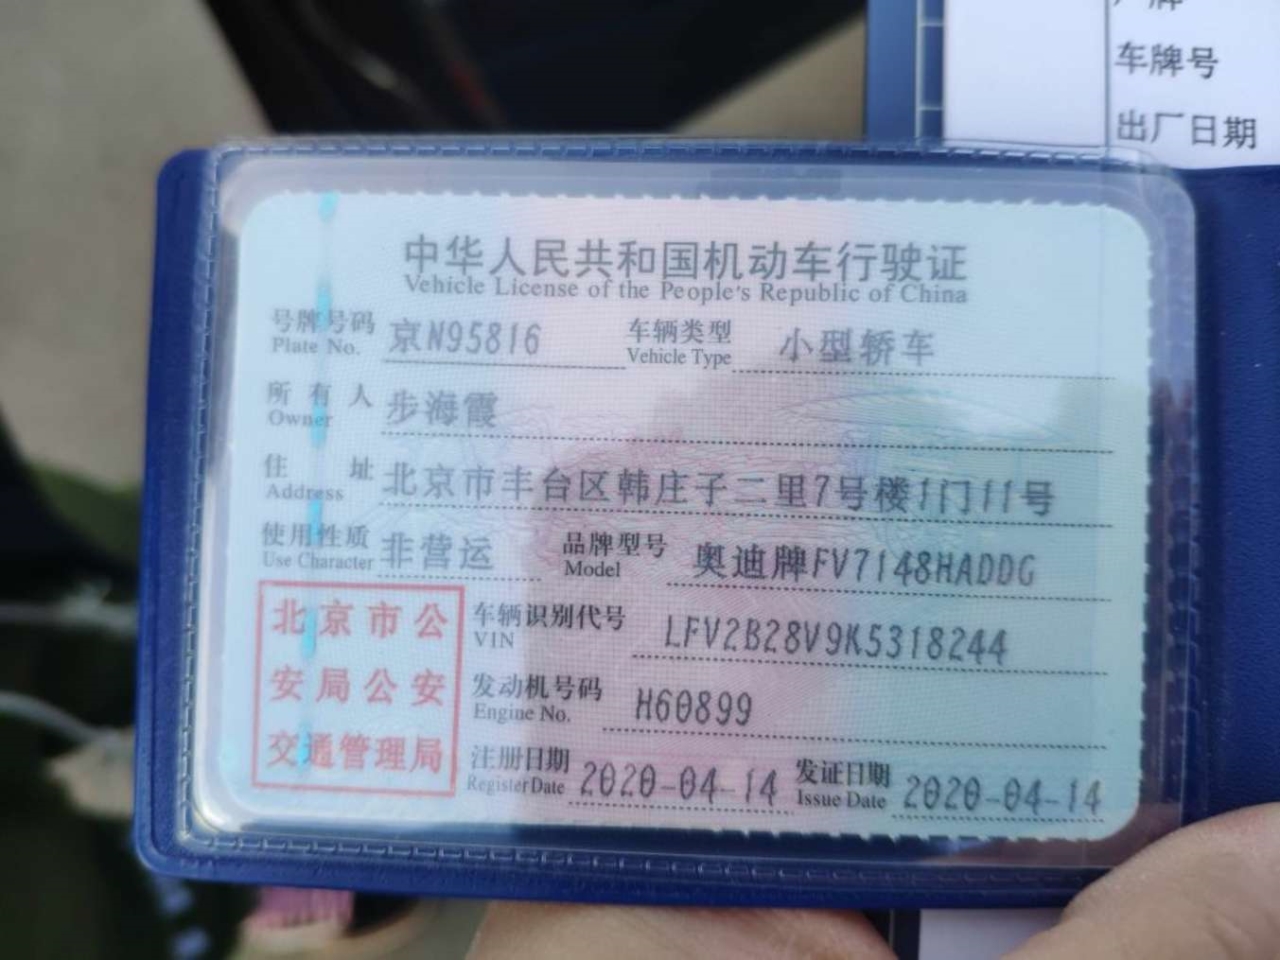 厂牌
车牌号
出厂日期
中华人民共和国机动车行驶证
Vehicle License of the People's Republic of China
号牌号码 京N95816 车辆类型 小型轿车
Plate No. Vehicle Type
所有人 步海霞
Owner
住址 北京市丰台区韩庄子二里7号楼1门11号
Address
使用性质 非营运 品牌型号 奥迪牌FV7148HADDG
Use Character Model
北京市公安局公安交通管理局
车辆识别代号 LFV2B28V9K5318244
VIN
发动机号码 H60899
Engine No.
注册日期 2020-04-14 发证日期 2020-04-14
Register Date Issue Date